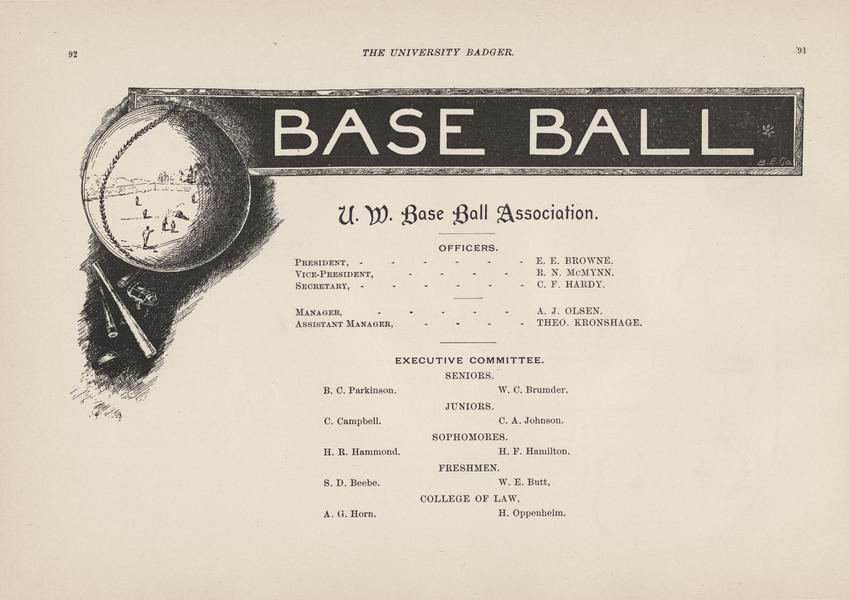 92
THE UNIVERSITY BADGER.
'91
BASE BALL
B.E.Co.
U. W. Base Ball Association.
OFFICERS.
PRESIDENT, - - - - - - E. E. BROWNE.
VICE-PRESIDENT, - - - - R. N. MCMYNN.
SECRETARY, - - - - - - C. F. HARDY.
MANAGER, - - - - - A. J. OLSEN.
ASSISTANT MANAGER, - - - - THEO. KRONSHAGE.
EXECUTIVE COMMITTEE.
SENIORS.
B. C. Parkinson. W. C. Brumder.
JUNIORS.
C. Campbell. C. A. Johnson.
SOPHOMORES.
H. R. Hammond. H. F. Hamilton.
FRESHMEN.
S. D. Beebe. W. E. Butt,
COLLEGE OF LAW.
A. G. Horn. H. Oppenheim.